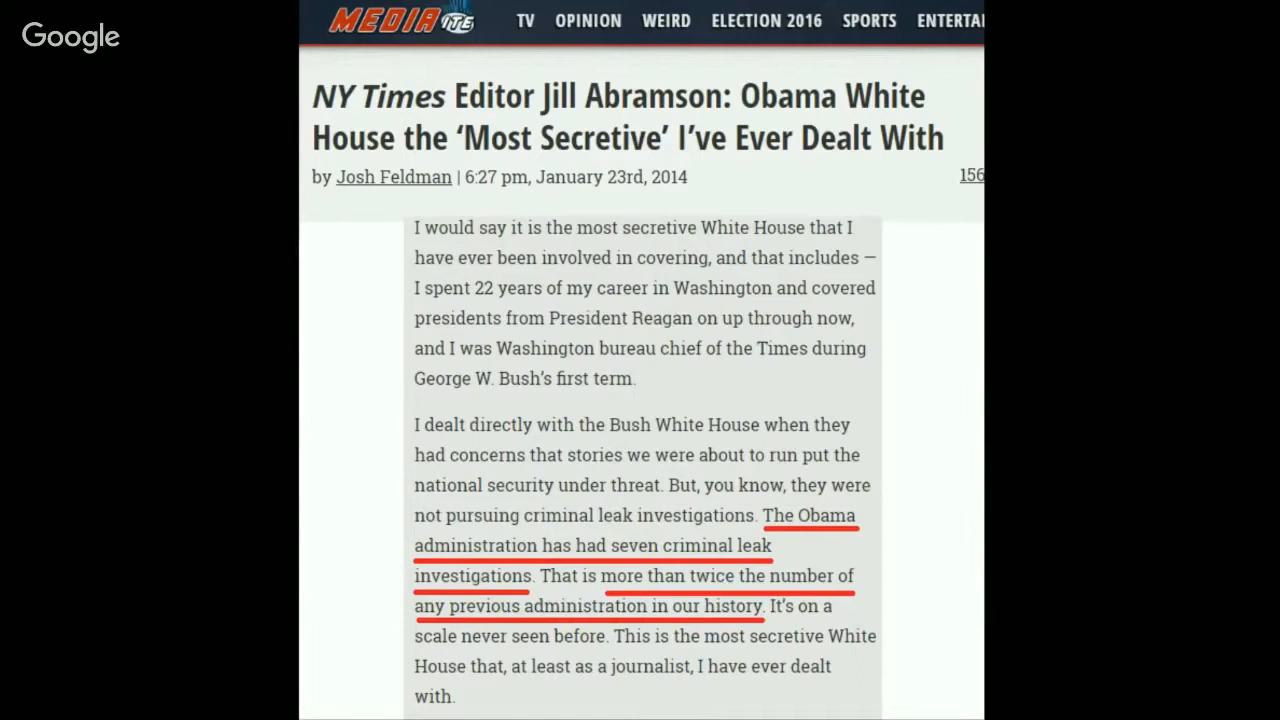 Google
MEDIAITE
TV OPINION WEIRD ELECTION 2016 SPORTS ENTERTAI
NY Times Editor Jill Abramson: Obama White
House the ‘Most Secretive’ I’ve Ever Dealt With
by Josh Feldman | 6:27 pm, January 23rd, 2014
156
I would say it is the most secretive White House that I
have ever been involved in covering, and that includes —
I spent 22 years of my career in Washington and covered
presidents from President Reagan on up through now,
and I was Washington bureau chief of the Times during
George W. Bush’s first term.
I dealt directly with the Bush White House when they
had concerns that stories we were about to run put the
national security under threat. But, you know, they were
not pursuing criminal leak investigations. The Obama
administration has had seven criminal leak
investigations. That is more than twice the number of
any previous administration in our history. It’s on a
scale never seen before. This is the most secretive White
House that, at least as a journalist, I have ever dealt
with.